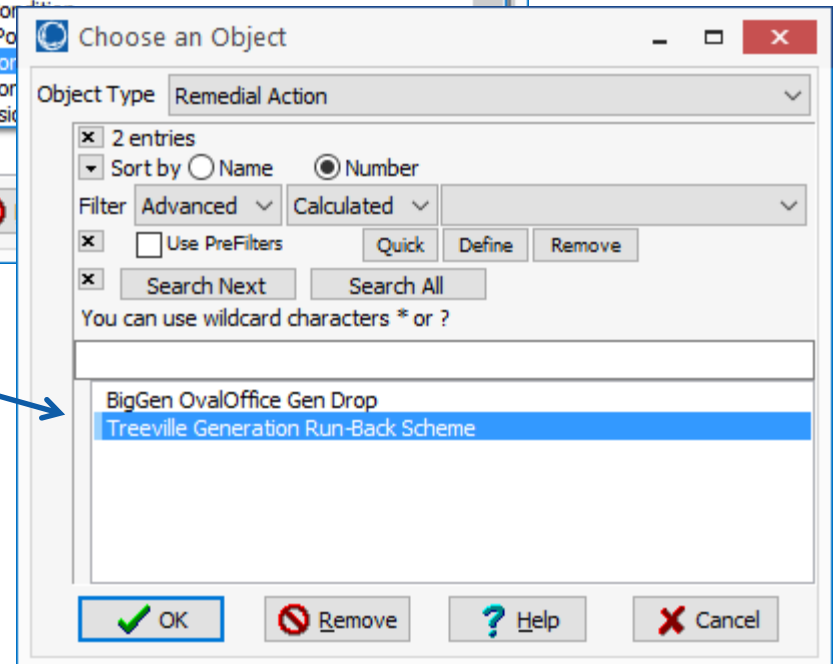 Choose an Object
Object Type Remedial Action
2 entries
Sort by Name Number
Filter Advanced Calculated
Use PreFilters Quick Define Remove
Search Next Search All
You can use wildcard characters * or ?
BigGen OvalOffice Gen Drop
Treeville Generation Run-Back Scheme
OK Remove Help Cancel